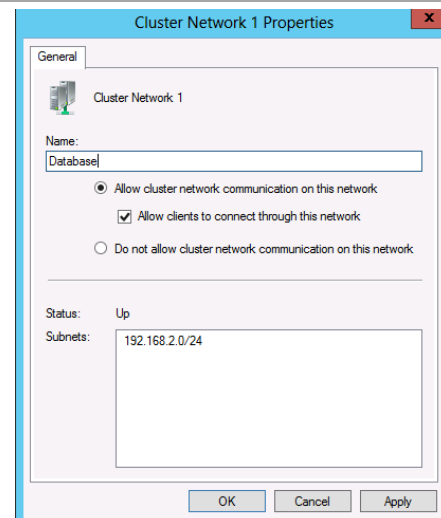 Cluster Network 1 Properties
x
General
Cluster Network 1
Name:
Database
Allow cluster network communication on this network
Allow clients to connect through this network
Do not allow cluster network communication on this network
Status: Up
Subnets: 192.168.2.0/24
OK Cancel Apply